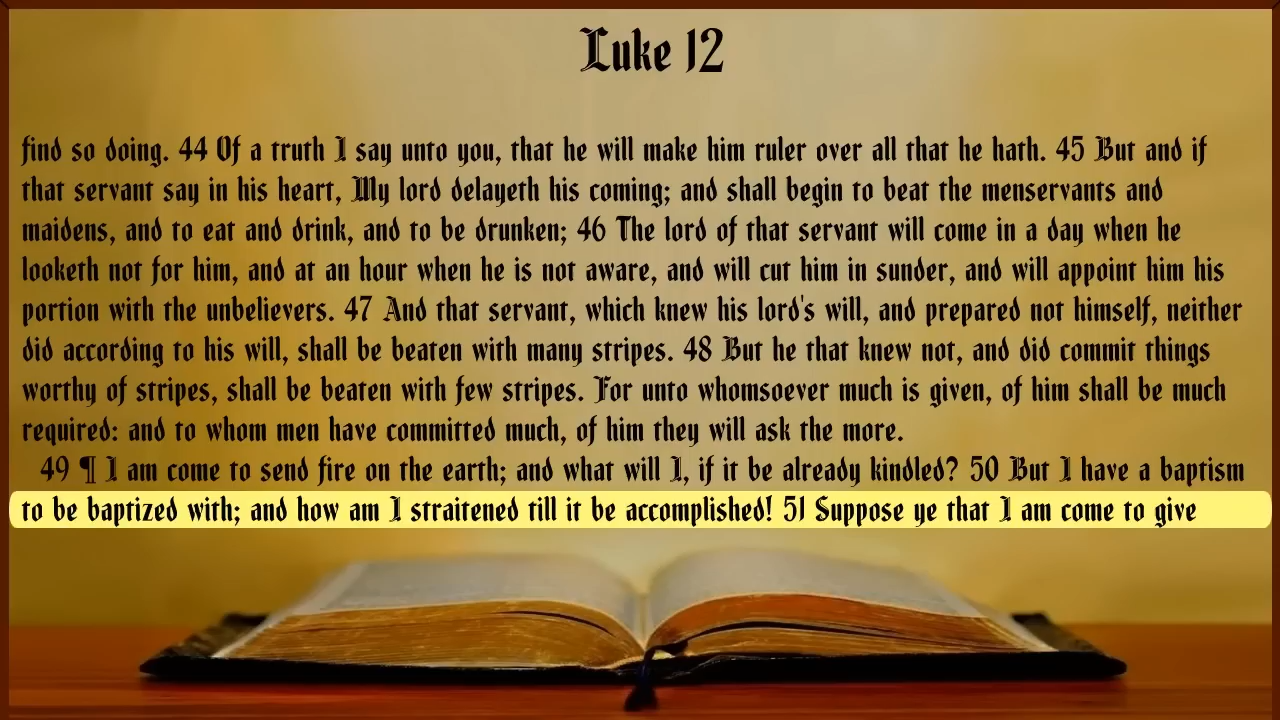 Luke 12
find so doing. 44 Of a truth I say unto you, that he will make him ruler over all that he hath. 45 But and if
that servant say in his heart, My lord delayeth his coming; and shall begin to beat the menservants and
maidens, and to eat and drink, and to be drunken; 46 The lord of that servant will come in a day when he
looketh not for him, and at an hour when he is not aware, and will cut him in sunder, and will appoint him his
portion with the unbelievers. 47 And that servant, which knew his lord's will, and prepared not himself, neither
did according to his will, shall be beaten with many stripes. 48 But he that knew not, and did commit things
worthy of stripes, shall be beaten with few stripes. For unto whomsoever much is given, of him shall be much
required: and to whom men have committed much, of him they will ask the more.
49 ¶ I am come to send fire on the earth; and what will I, if it be already kindled? 50 But I have a baptism
to be baptized with; and how am I straitened till it be accomplished! 51 Suppose ye that I am come to give